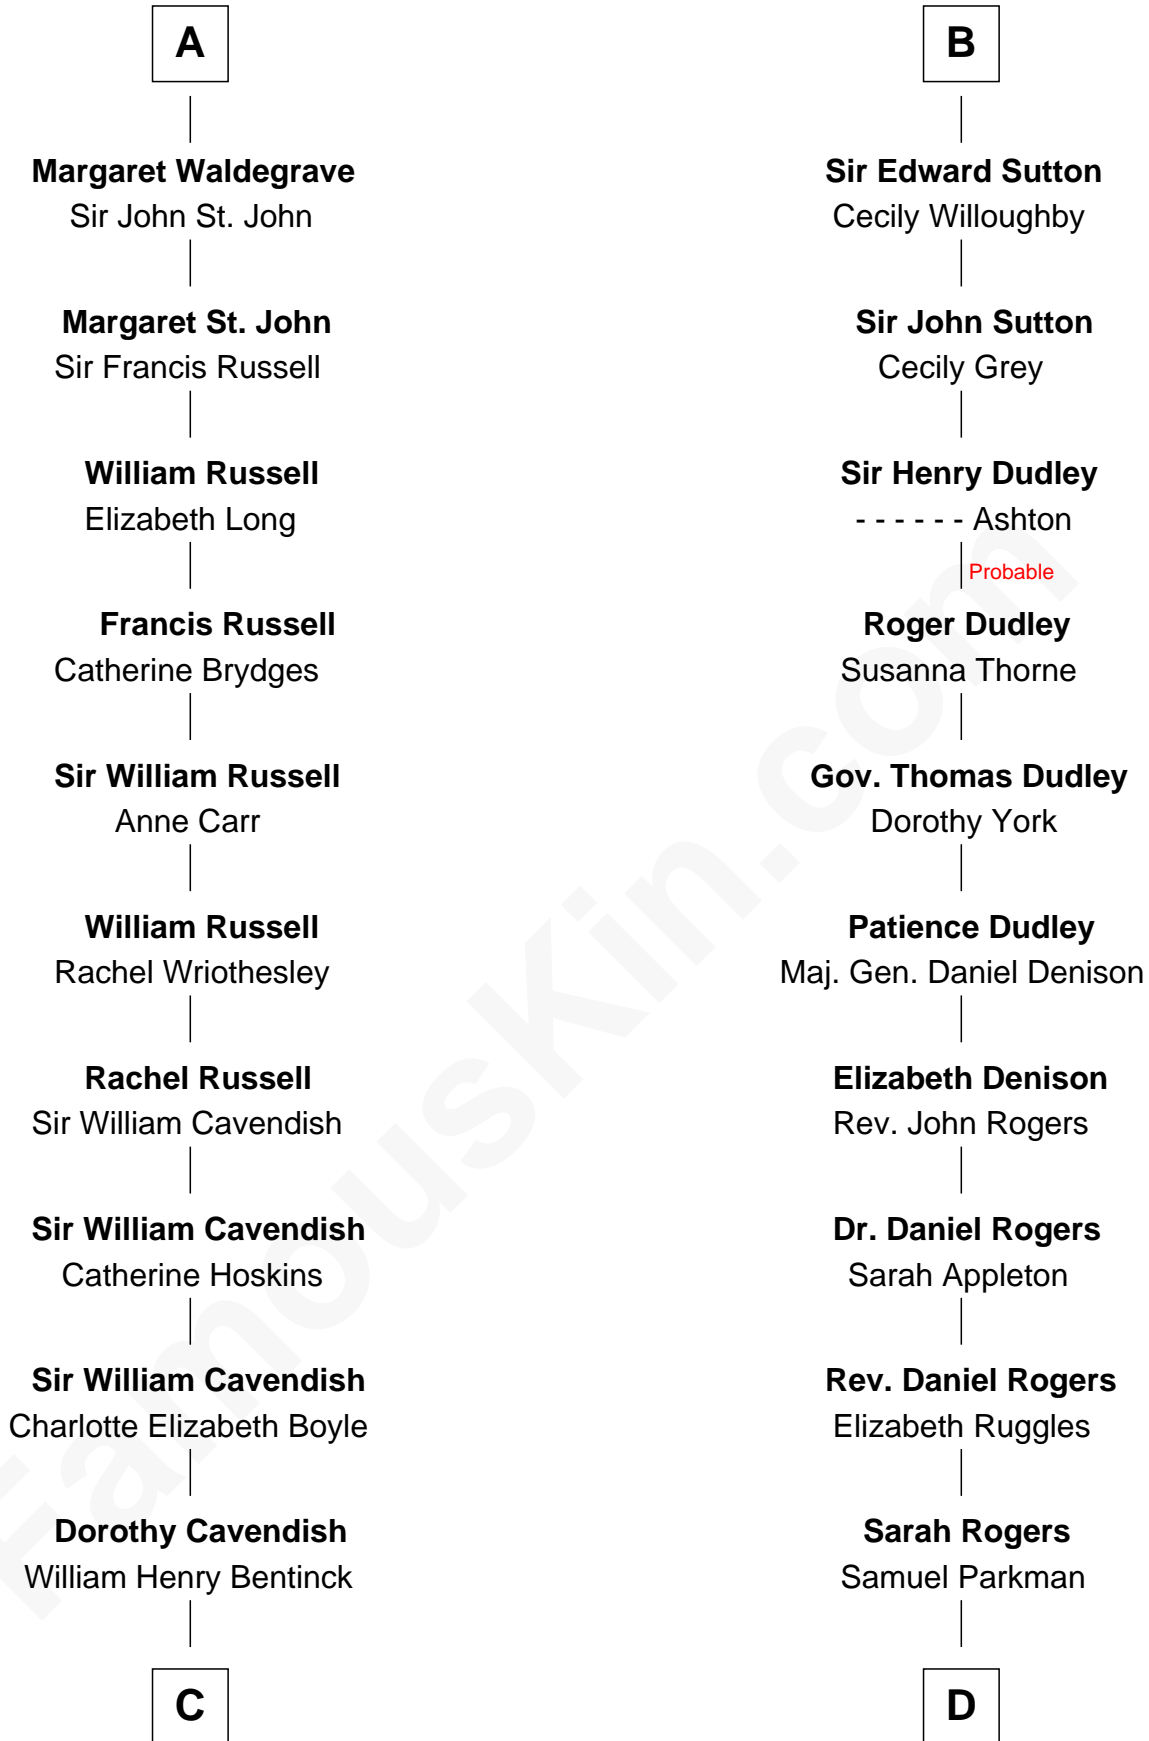 A
Margaret Waldegrave
Sir John St. John
Margaret St. John
Sir Francis Russell
William Russell
Elizabeth Long
Francis Russell
Catherine Brydges
Sir William Russell
Anne Carr
William Russell
Rachel Wriothesley
Rachel Russell
Sir William Cavendish
Sir William Cavendish
Catherine Hoskins
Sir William Cavendish
Charlotte Elizabeth Boyle
Dorothy Cavendish
William Henry Bentinck
C
B
Sir Edward Sutton
Cecily Willoughby
Sir John Sutton
Cecily Grey
Sir Henry Dudley
- - - - - - Ashton
Probable
Roger Dudley
Susanna Thorne
Gov. Thomas Dudley
Dorothy York
Patience Dudley
Maj. Gen. Daniel Denison
Elizabeth Denison
Rev. John Rogers
Dr. Daniel Rogers
Sarah Appleton
Rev. Daniel Rogers
Elizabeth Ruggles
Sarah Rogers
Samuel Parkman
D
FamousKin.com